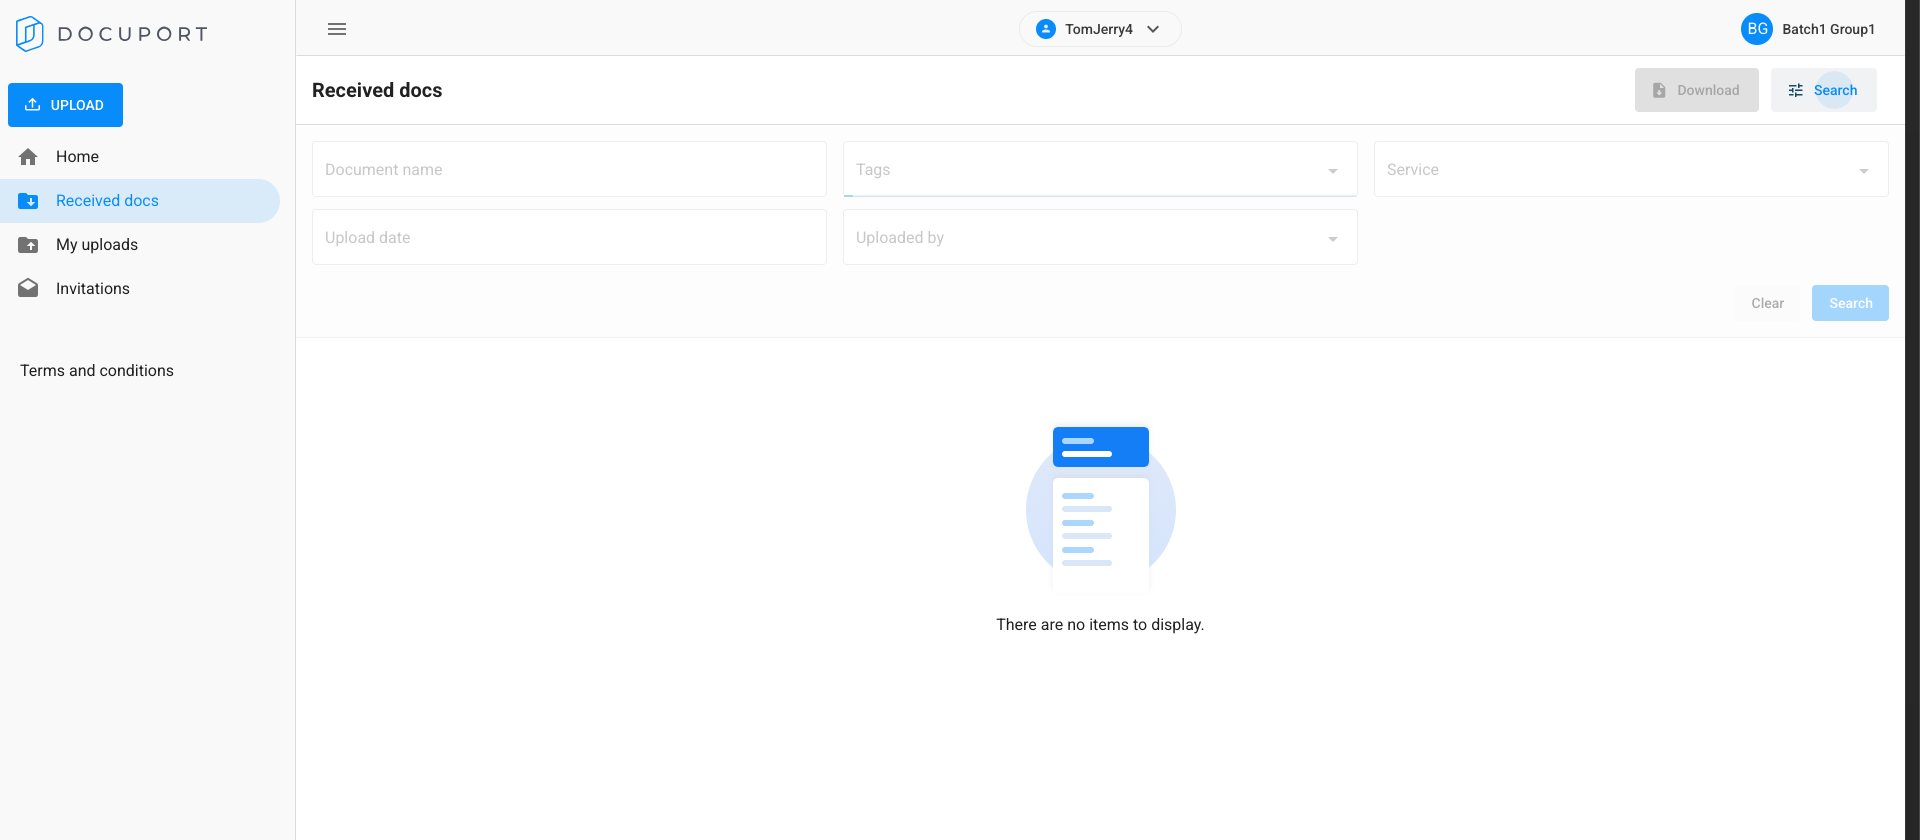 DOCUPORT
TomJerry4
BG Batch1 Group1
UPLOAD
Home
Received docs
My uploads
Invitations
Terms and conditions
Received docs
Download
Search
Document name
Tags
Service
Upload date
Uploaded by
Clear
Search
There are no items to display.